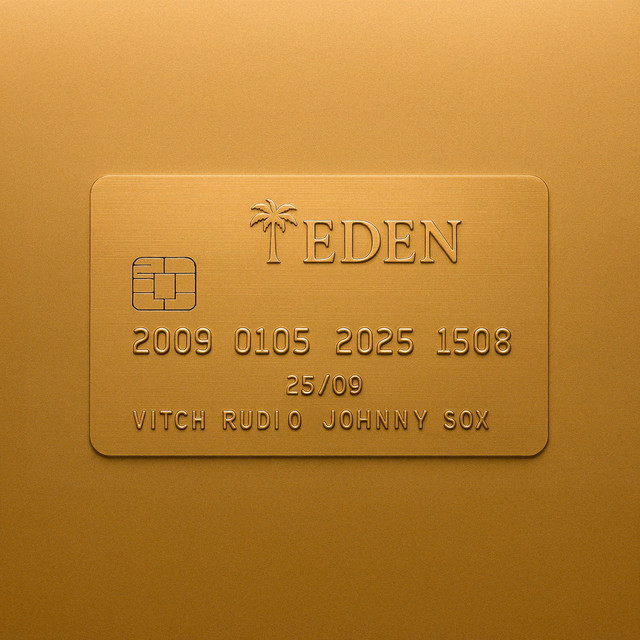 EDEN
2009 0105 2025 1508
25/09
VITCH RUDIO JOHNNY SOX